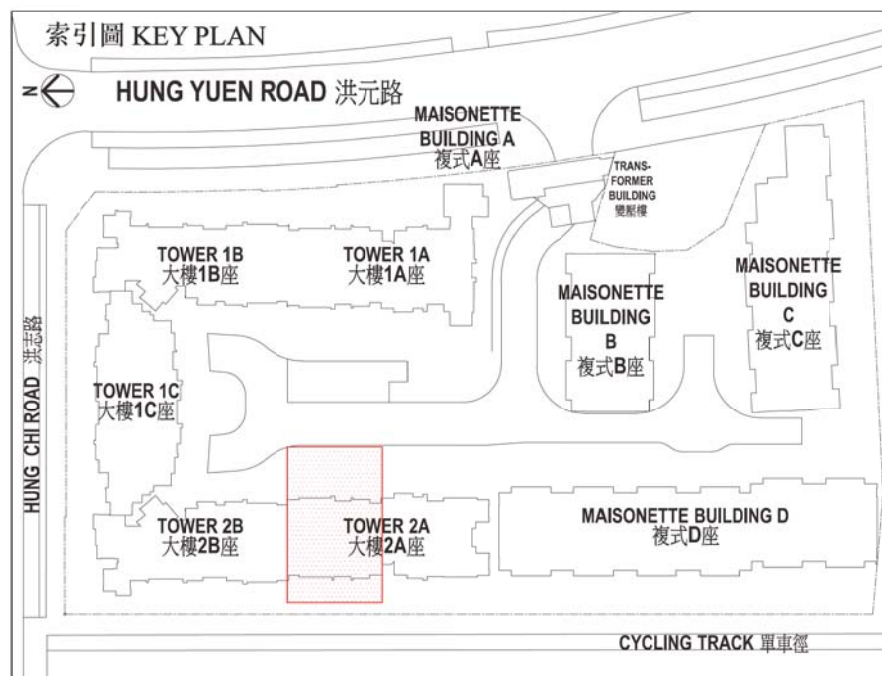 索引圖 KEY PLAN
N
HUNG YUEN ROAD 洪元路
MAISONETTE
BUILDING A
複式A座
TRANS-
FORMER
BUILDING
變壓樓
TOWER 1B
大樓1B座
TOWER 1A
大樓1A座
MAISONETTE
BUILDING
B
複式B座
MAISONETTE
BUILDING
C
複式C座
HUNG CHI ROAD 洪志路
TOWER 1C
大樓1C座
TOWER 2B
大樓2B座
TOWER 2A
大樓2A座
MAISONETTE BUILDING D
複式D座
CYCLING TRACK 單車徑